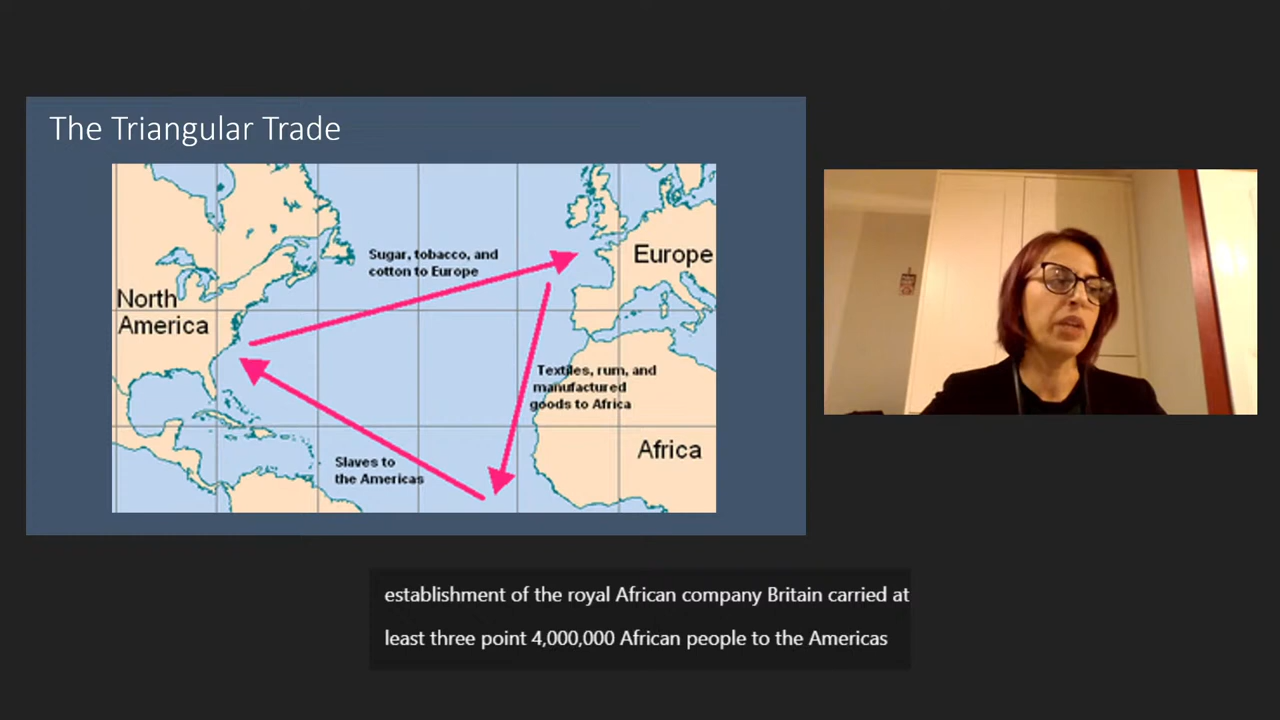 The Triangular Trade
Sugar, tobacco, and
cotton to Europe
Europe
North
America
Textiles, rum, and
manufactured
goods to Africa
Africa
Slaves to
the Americas
establishment of the royal African company Britain carried at
least three point 4,000,000 African people to the Americas